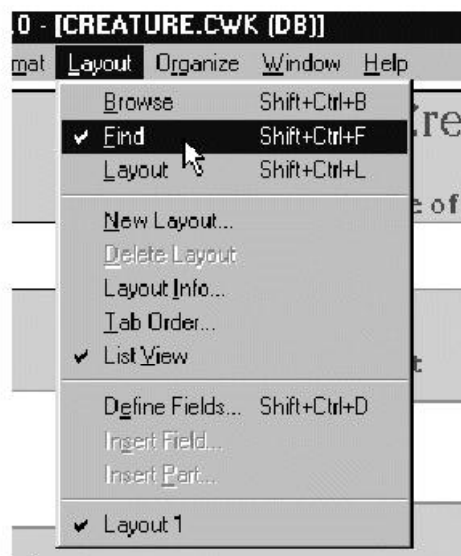 .0 - [CREATURE.CWK (DB)]
mat Layout Organize Window Help
Browse Shift+Ctrl+B
Find Shift+Ctrl+F
Layout Shift+Ctrl+L
New Layout...
Delete Layout
Layout Info...
Tab Order...
List View
Define Fields... Shift+Ctrl+D
Insert Field...
Insert Part...
Layout 1